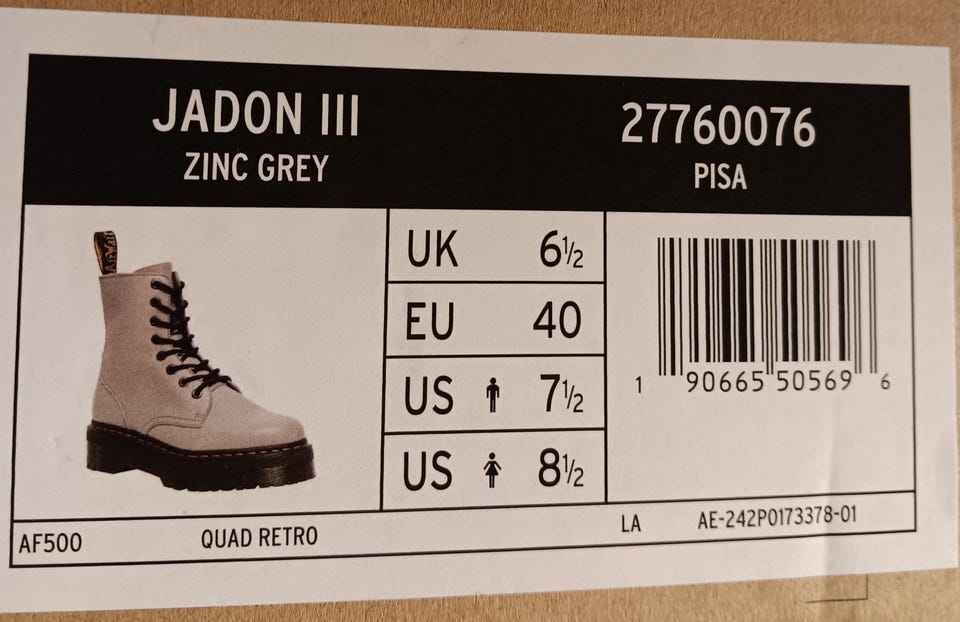 JADON III
ZINC GREY
27760076
PISA
AirWair
UK 6½
EU 40
US 7½
US 8½
1 90665 50569 6
AF500 QUAD RETRO LA AE-242P0173378-01